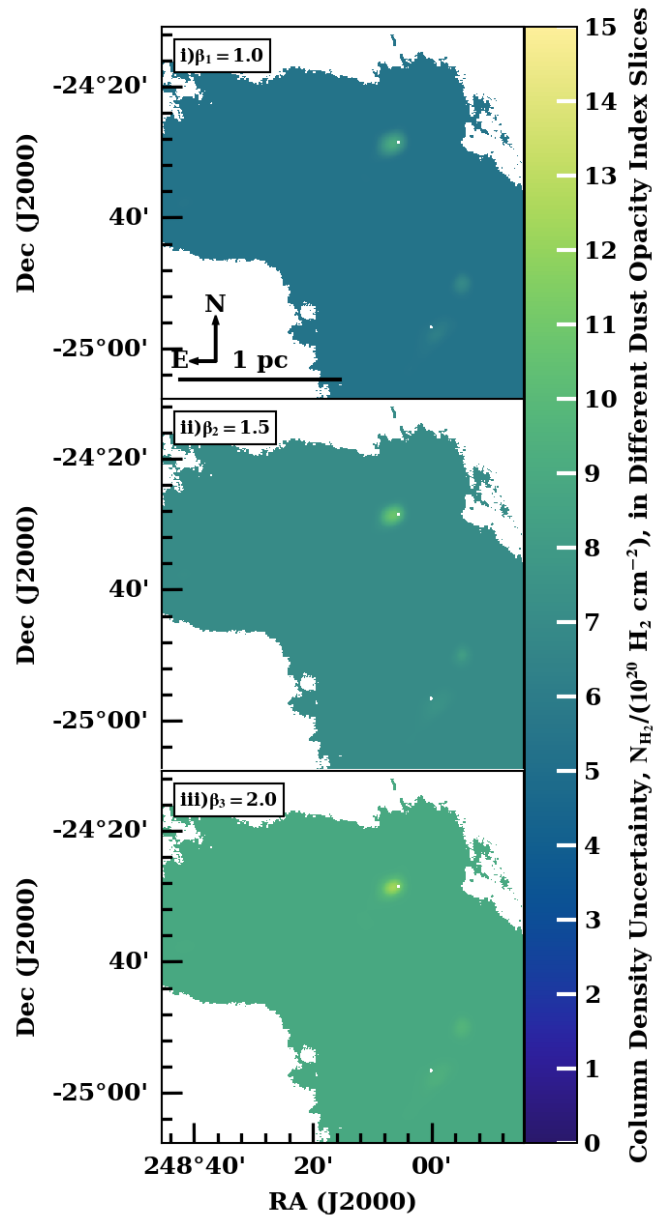 i)β₁ = 1.0
-24°20'
40'
-25°00'
Dec (J2000)
N
E
1 pc
ii)β₂ = 1.5
-24°20'
40'
-25°00'
Dec (J2000)
iii)β₃ = 2.0
-24°20'
40'
-25°00'
Dec (J2000)
248°40'
20'
00'
RA (J2000)
15
14
13
12
11
10
9
8
7
6
5
4
3
2
1
0
Column Density Uncertainty, N_H₂/(10²⁰ H₂ cm⁻²), in Different Dust Opacity Index Slices